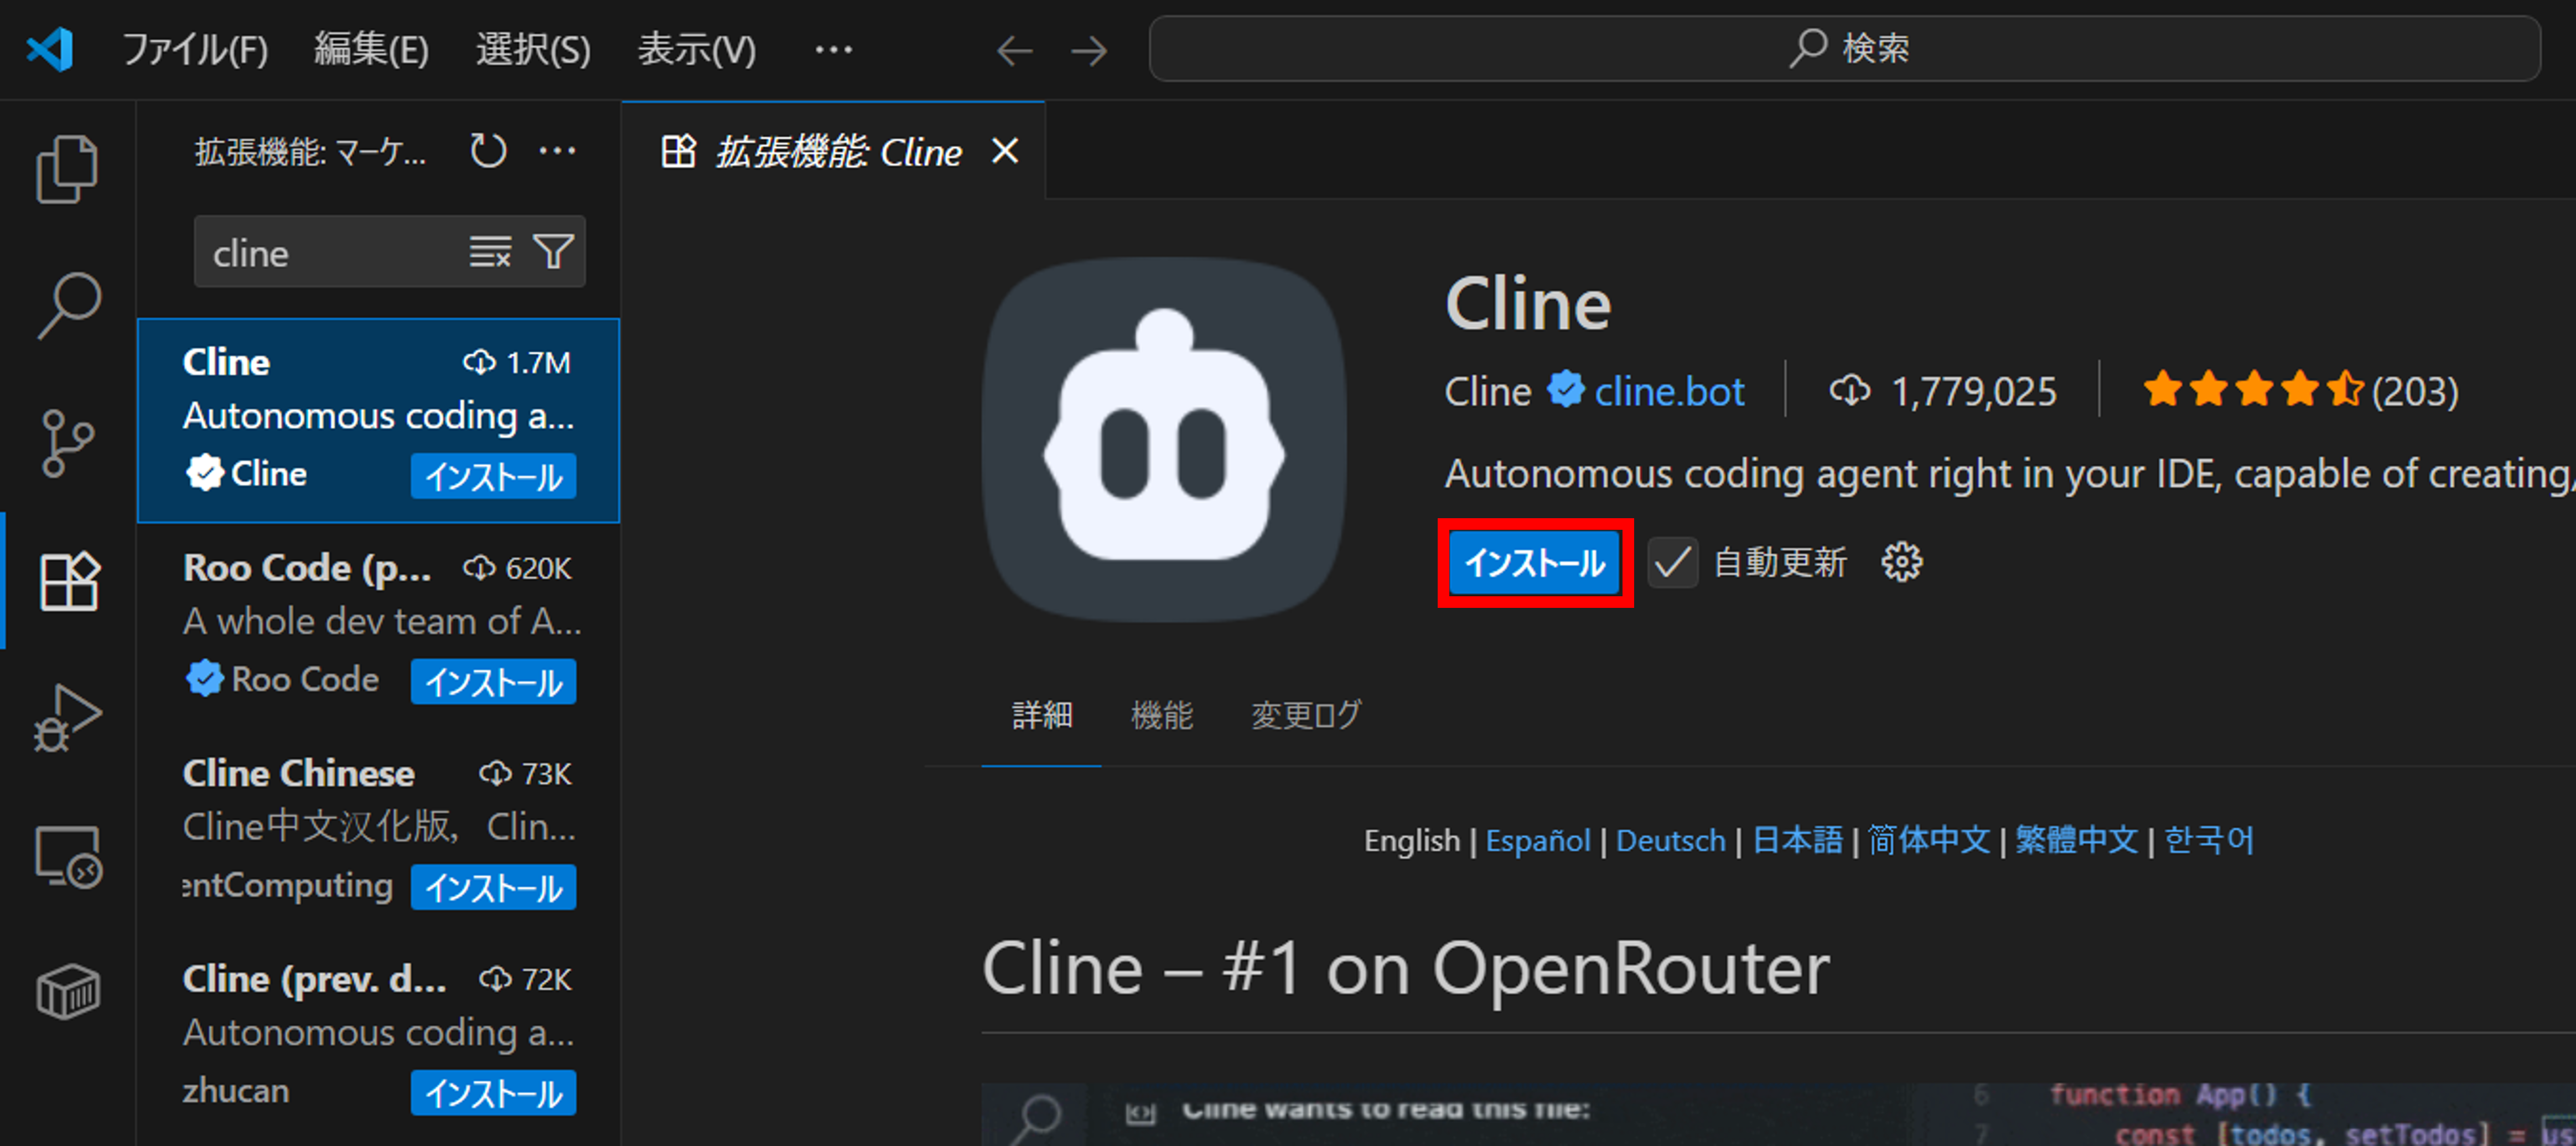 ファイル(F) 編集(E) 選択(S) 表示(V) … 検索
拡張機能: マーケ... …
cline
Cline 1.7M
Autonomous coding a...
Cline インストール
Roo Code (p... 620K
A whole dev team of A...
Roo Code インストール
Cline Chinese 73K
Cline中文汉化版, Clin...
entComputing インストール
Cline (prev. d... 72K
Autonomous coding a...
zhucan インストール
拡張機能: Cline
Cline
Cline cline.bot 1,779,025 (203)
Autonomous coding agent right in your IDE, capable of creating/
インストール 自動更新
詳細 機能 変更ログ
English | Español | Deutsch | 日本語 | 简体中文 | 繁體中文 | 한국어
Cline – #1 on OpenRouter
Cline wants to read this file:
6 function App() {
7 const [todos, setTodos] =